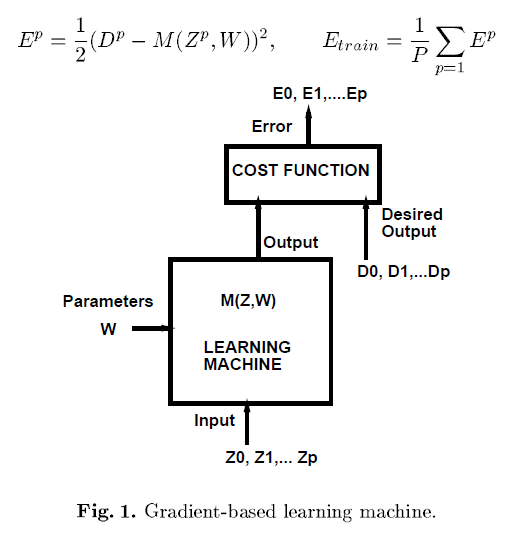 E^p = \frac{1}{2}(D^p - M(Z^p, W))^2,    E_{train} = \frac{1}{P} \sum_{p=1} E^p
E0, E1,....Ep
Error
COST FUNCTION
Desired
Output
Output
D0, D1,...Dp
Parameters
W
M(Z,W)
LEARNING
MACHINE
Input
Z0, Z1,... Zp
Fig. 1. Gradient-based learning machine.